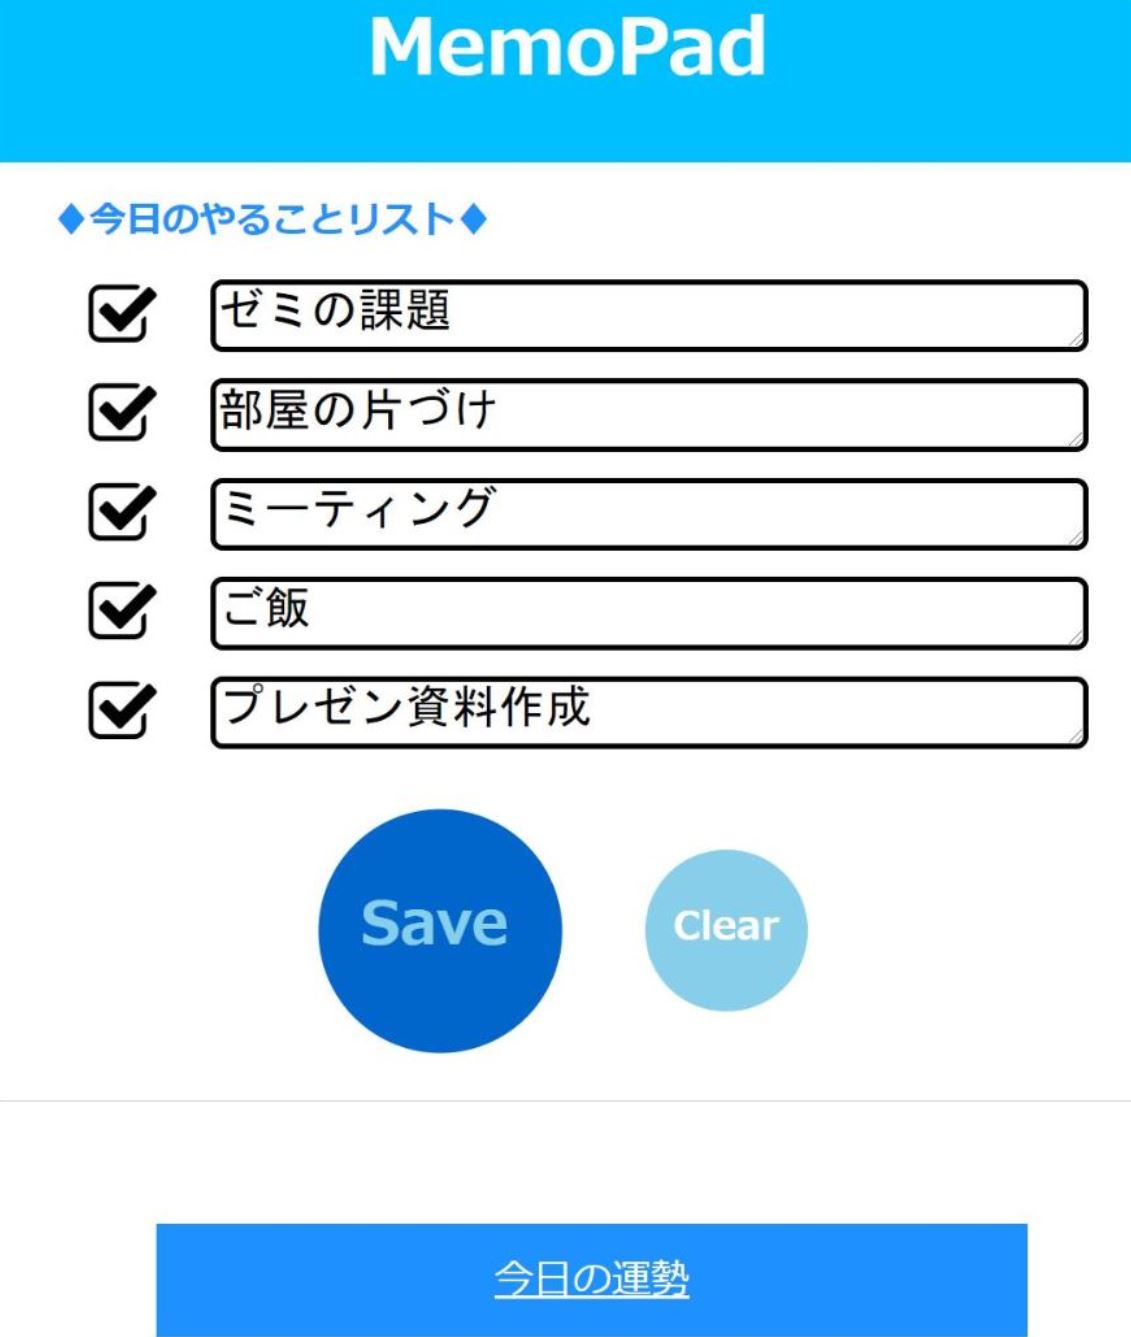 MemoPad
♦今日のやることリスト♦
ゼミの課題
部屋の片づけ
ミーティング
ご飯
プレゼン資料作成
Save
Clear
今日の運勢